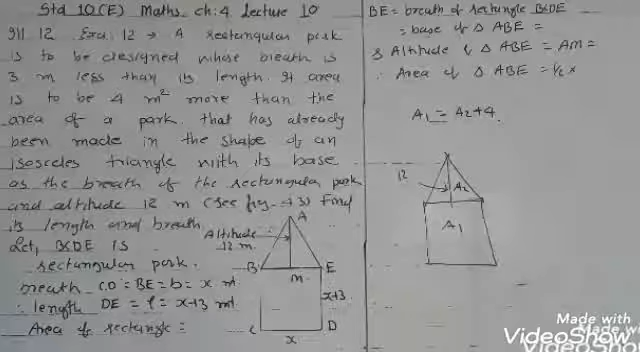 Std 10(E) Maths ch:4 Lecture 10
Ill 12 Exa: 12 → A rectangular park
is to be designed whose breath is
3 m less than its length. It area
is to be 4 m² more than the
area of a park that has already
been made in the shape of an
isosceles triangle with its base
as the breath of the rectangular park
and altitude 12 m (see fig. 4.3) Find
its length and breath
Let, BCDE is
rectangular park.
breath CD = BE = b = x mt
∴ length DE = l = x+3 mt
Area of rectangle =
A
Altitude
12 m.
B
E
M
x+3
C
D
x
BE = breath of rectangle BCDE
= base of Δ ABE =
& Altitude of Δ ABE = AM =
∴ Area of Δ ABE = 1/2 x
A1 = A2+4.
12
A2
A1
Made with
VideoShow